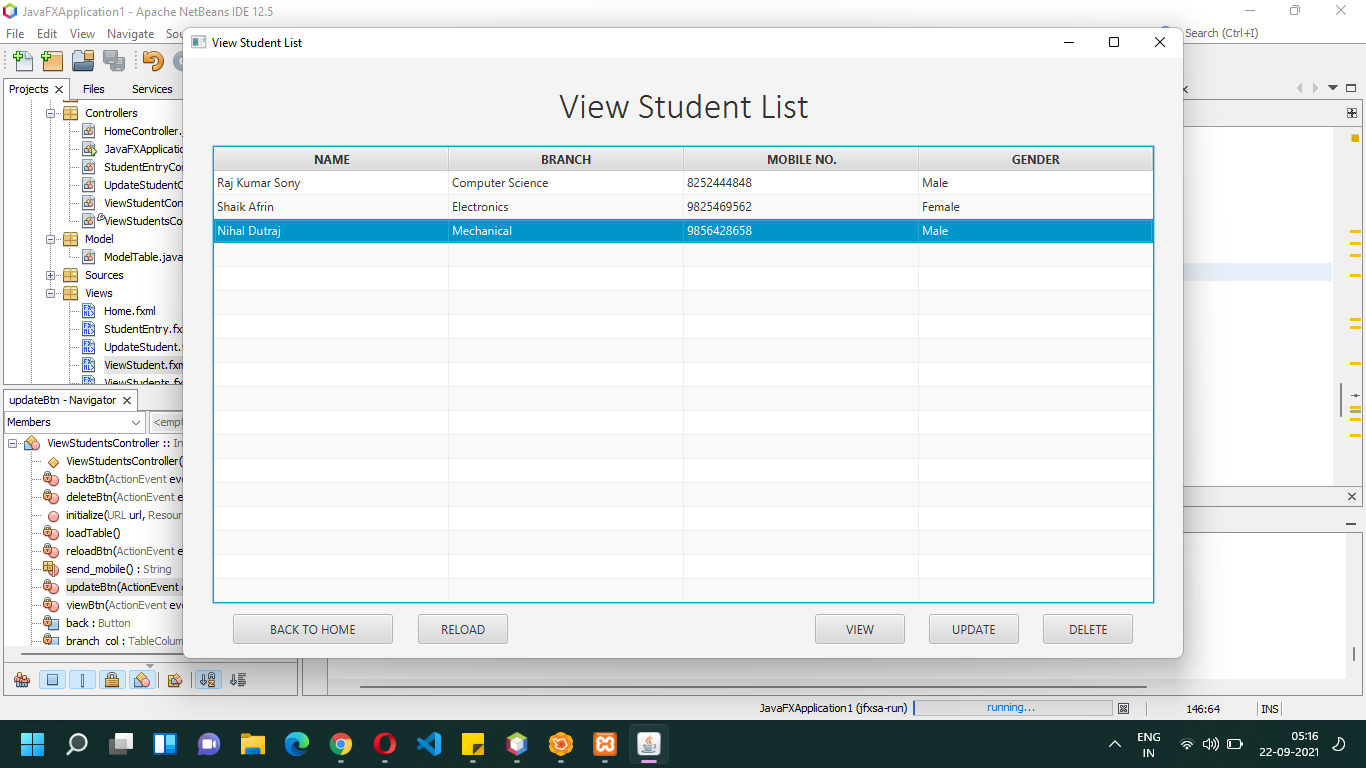 JavaFXApplication1 - Apache NetBeans IDE 12.5
File Edit View Navigate Sou
Search (Ctrl+I)
View Student List
Projects Files Services
Controllers
HomeController.
JavaFXApplicatio
StudentEntryCo
UpdateStudentC
ViewStudentCon
ViewStudentsCo
Model
ModelTable.java
Sources
Views
Home.fxml
StudentEntry.fx
UpdateStudent.
ViewStudent.fxm
ViewStudents.fx
View Student List
NAME BRANCH MOBILE NO. GENDER
Raj Kumar Sony Computer Science 8252444848 Male
Shaik Afrin Electronics 9825469562 Female
Nihal Dutraj Mechanical 9856428658 Male
BACK TO HOME RELOAD VIEW UPDATE DELETE
updateBtn - Navigator
Members <empt
ViewStudentsController :: In
ViewStudentsController(
backBtn(ActionEvent eve
deleteBtn(ActionEvent e
initialize(URL url, Resour
loadTable()
reloadBtn(ActionEvent e
send_mobile() : String
updateBtn(ActionEvent
viewBtn(ActionEvent eve
back : Button
branch_col : TableColum
JavaFXApplication1 (jfxsa-run) running... 146:64 INS
ENG
IN
05:16
22-09-2021